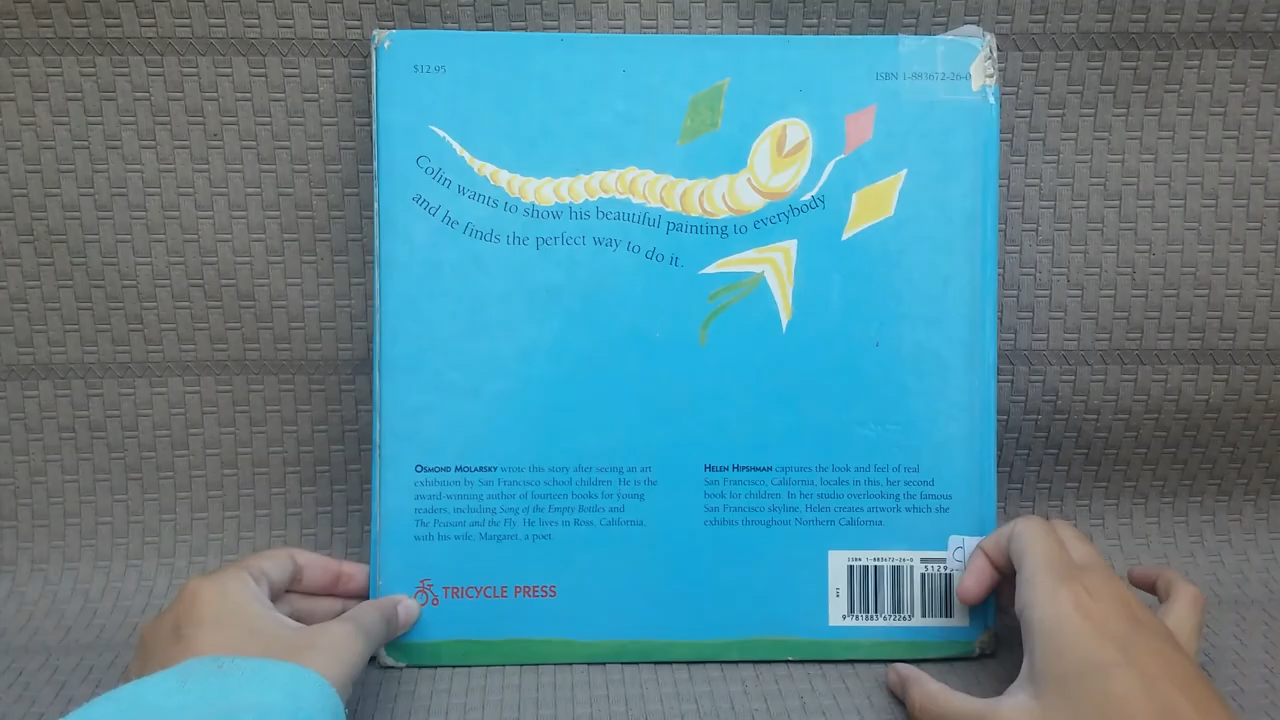 $12.95
ISBN 1-883672-26-0
Colin wants to show his beautiful painting to everybody
and he finds the perfect way to do it.
OSMOND MOLARSKY wrote this story after seeing an art
exhibition by San Francisco school children. He is the
award-winning author of fourteen books for young
readers, including Song of the Empty Bottles and
The Peasant and the Fly. He lives in Ross, California,
with his wife, Margaret, a poet.
HELEN HIPSHMAN captures the look and feel of real
San Francisco, California, locales in this, her second
book for children. In her studio overlooking the famous
San Francisco skyline, Helen creates artwork which she
exhibits throughout Northern California.
TRICYCLE PRESS
ISBN 1-883672-26-0
5129
EAN
9 781883 672263